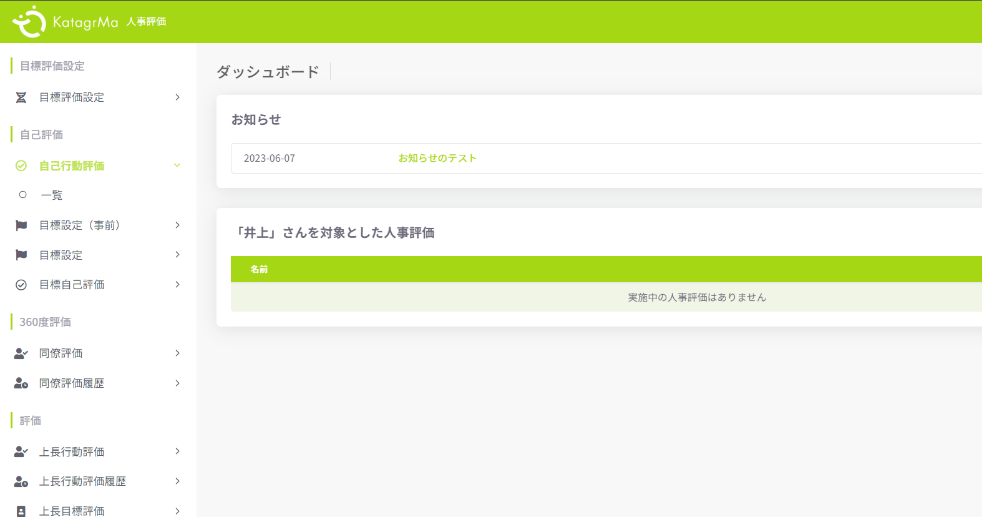 KatagrMa 人事評価
目標評価設定
目標評価設定
自己評価
自己行動評価
一覧
目標設定（事前）
目標設定
目標自己評価
360度評価
同僚評価
同僚評価履歴
評価
上長行動評価
上長行動評価履歴
上長目標評価
ダッシュボード
お知らせ
2023-06-07 お知らせのテスト
「井上」さんを対象とした人事評価
名前
実施中の人事評価はありません